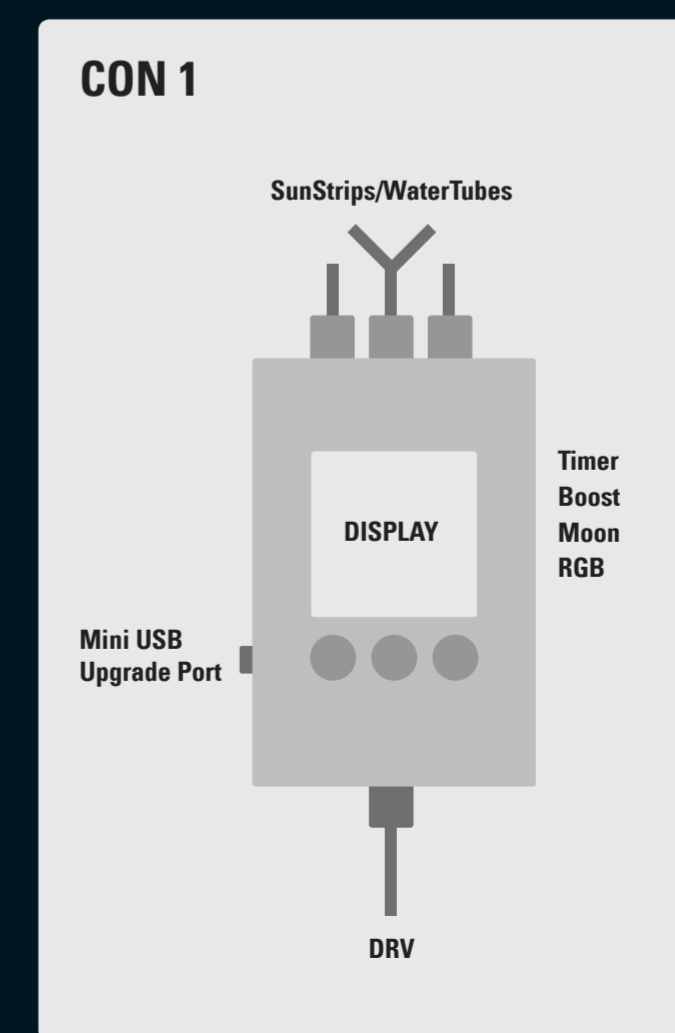 CON 1
SunStrips/WaterTubes
DISPLAY
Timer
Boost
Moon
RGB
Mini USB
Upgrade Port
DRV